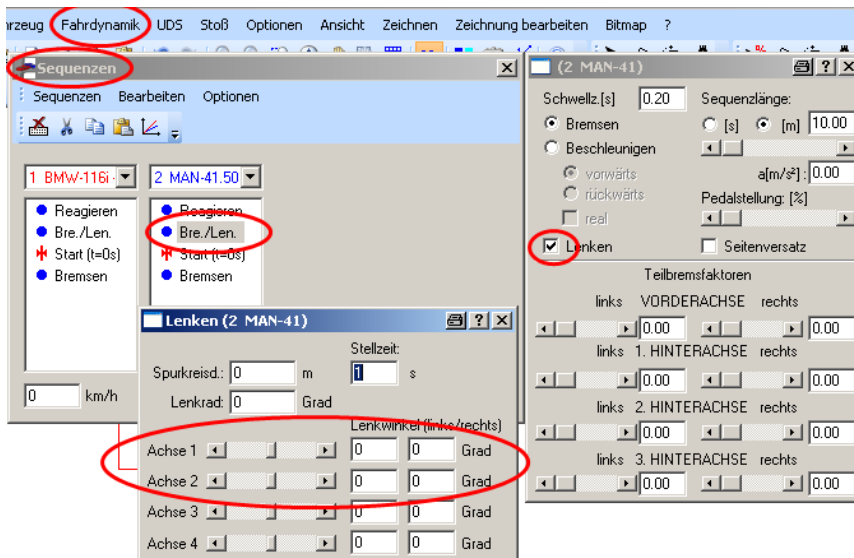 rzeug Fahrdynamik UDS Stoß Optionen Ansicht Zeichnen Zeichnung bearbeiten Bitmap ?
Sequenzen
Sequenzen Bearbeiten Optionen
1 BMW-116i - 2 MAN-41.50
Reagieren
Bre./Len.
Start (t=0s)
Bremsen
Reagieren
Bre./Len.
Start (t=0s)
Bremsen
0 km/h
Lenken (2 MAN-41)
Stellzeit:
Spurkreisd.: 0 m 1 s
Lenkrad: 0 Grad
Lenkwinkel (links/rechts)
Achse 1 0 0 Grad
Achse 2 0 0 Grad
Achse 3 0 0 Grad
Achse 4 0 0 Grad
(2 MAN-41)
Schwellz.[s] 0.20 Sequenzlänge:
Bremsen [s] [m] 10.00
Beschleunigen
vorwärts a[m/s²] : 0.00
rückwärts Pedalstellung: [%]
real
Lenken Seitenversatz
Teilbremsfaktoren
links VORDERACHSE rechts
0.00 0.00
links 1. HINTERACHSE rechts
0.00 0.00
links 2. HINTERACHSE rechts
0.00 0.00
links 3. HINTERACHSE rechts
0.00 0.00